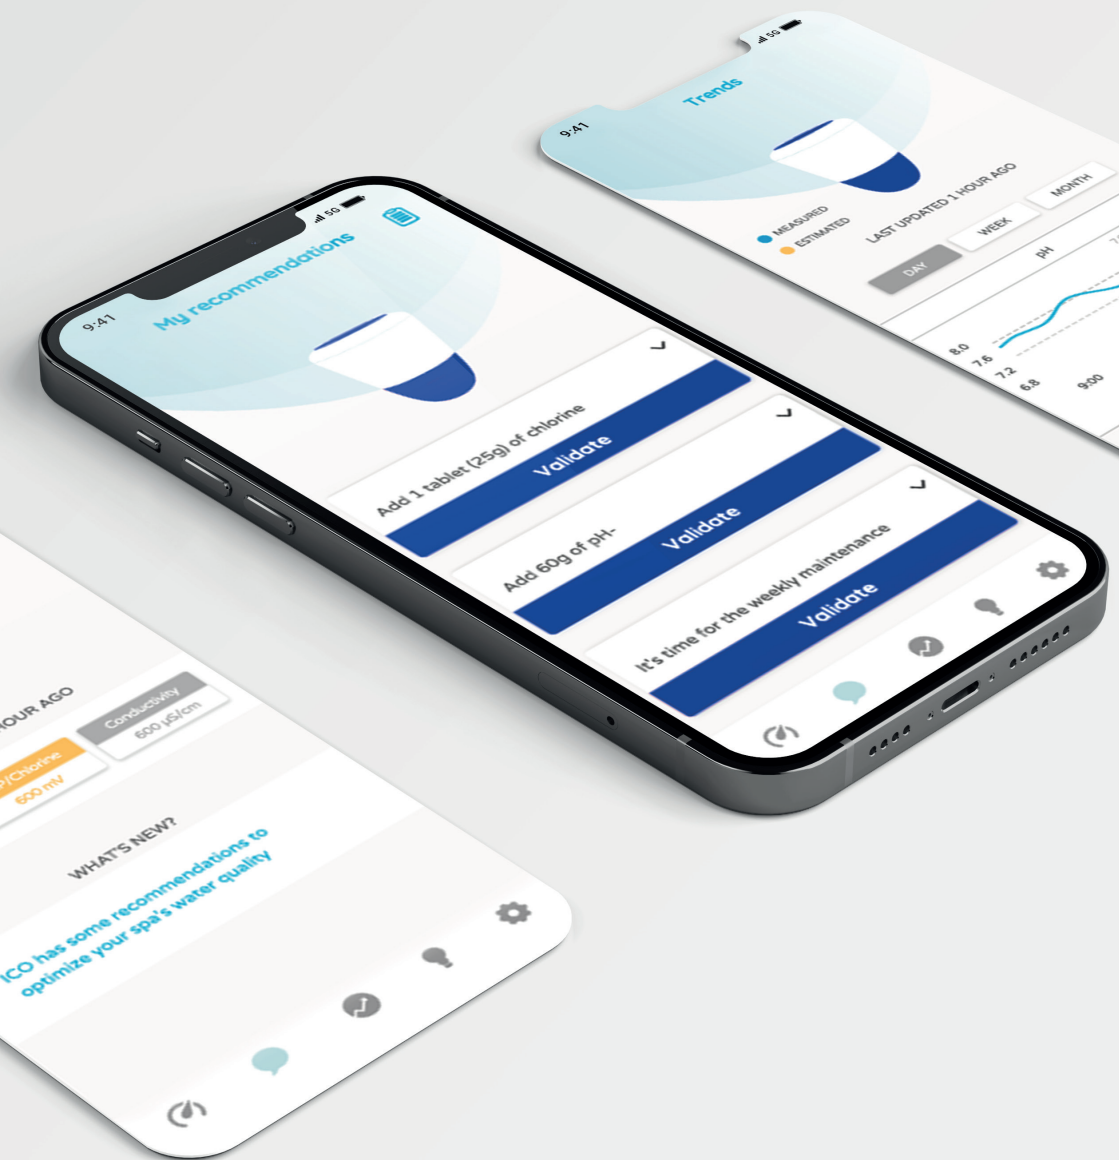 9:41
5G
My recommendations
Add 1 tablet (25g) of chlorine
Validate
Add 60g of pH-
Validate
It's time for the weekly maintenance
Validate
9:41
5G
Trends
MEASURED
ESTIMATED
LAST UPDATED 1 HOUR AGO
DAY
WEEK
MONTH
pH
8.0
7.6
7.2
6.8
9:00
HOUR AGO
/Chlorine
600 mV
Conductivity
600 µS/cm
WHAT'S NEW?
ICO has some recommendations to
optimize your spa's water quality